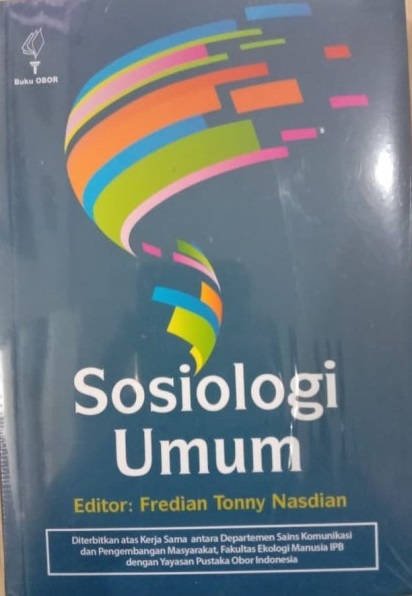 Buku OBOR
Sosiologi
Umum
Editor: Fredian Tonny Nasdian
Diterbitkan atas Kerja Sama antara Departemen Sains Komunikasi
dan Pengembangan Masyarakat, Fakultas Ekologi Manusia IPB
dengan Yayasan Pustaka Obor Indonesia